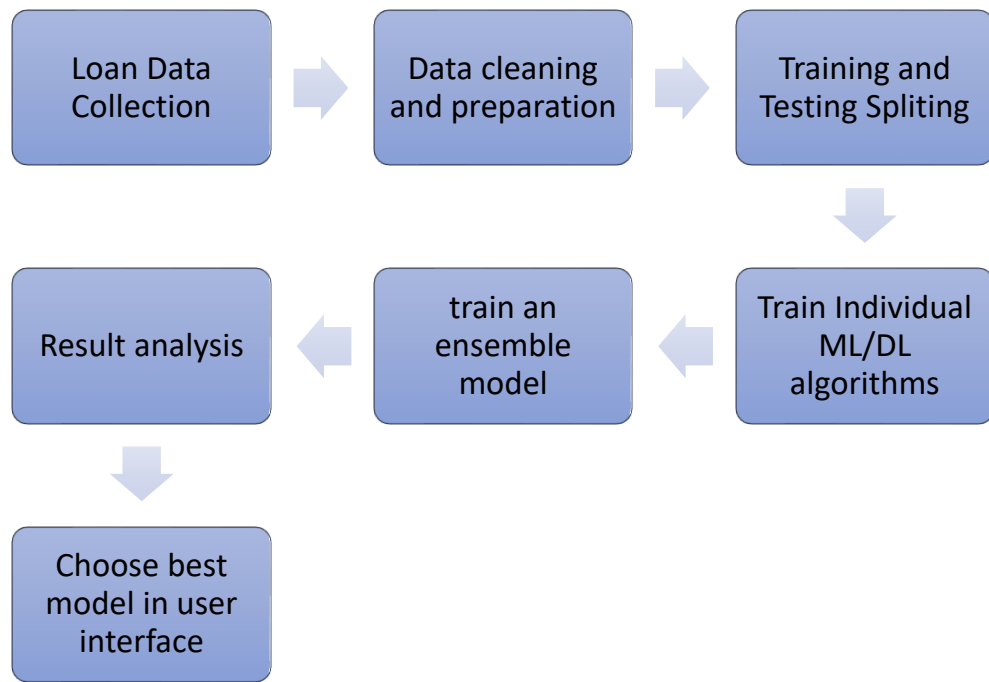 Loan Data
Collection
Data cleaning
and preparation
Training and
Testing Spliting
Train Individual
ML/DL
algorithms
train an
ensemble
model
Result analysis
Choose best
model in user
interface